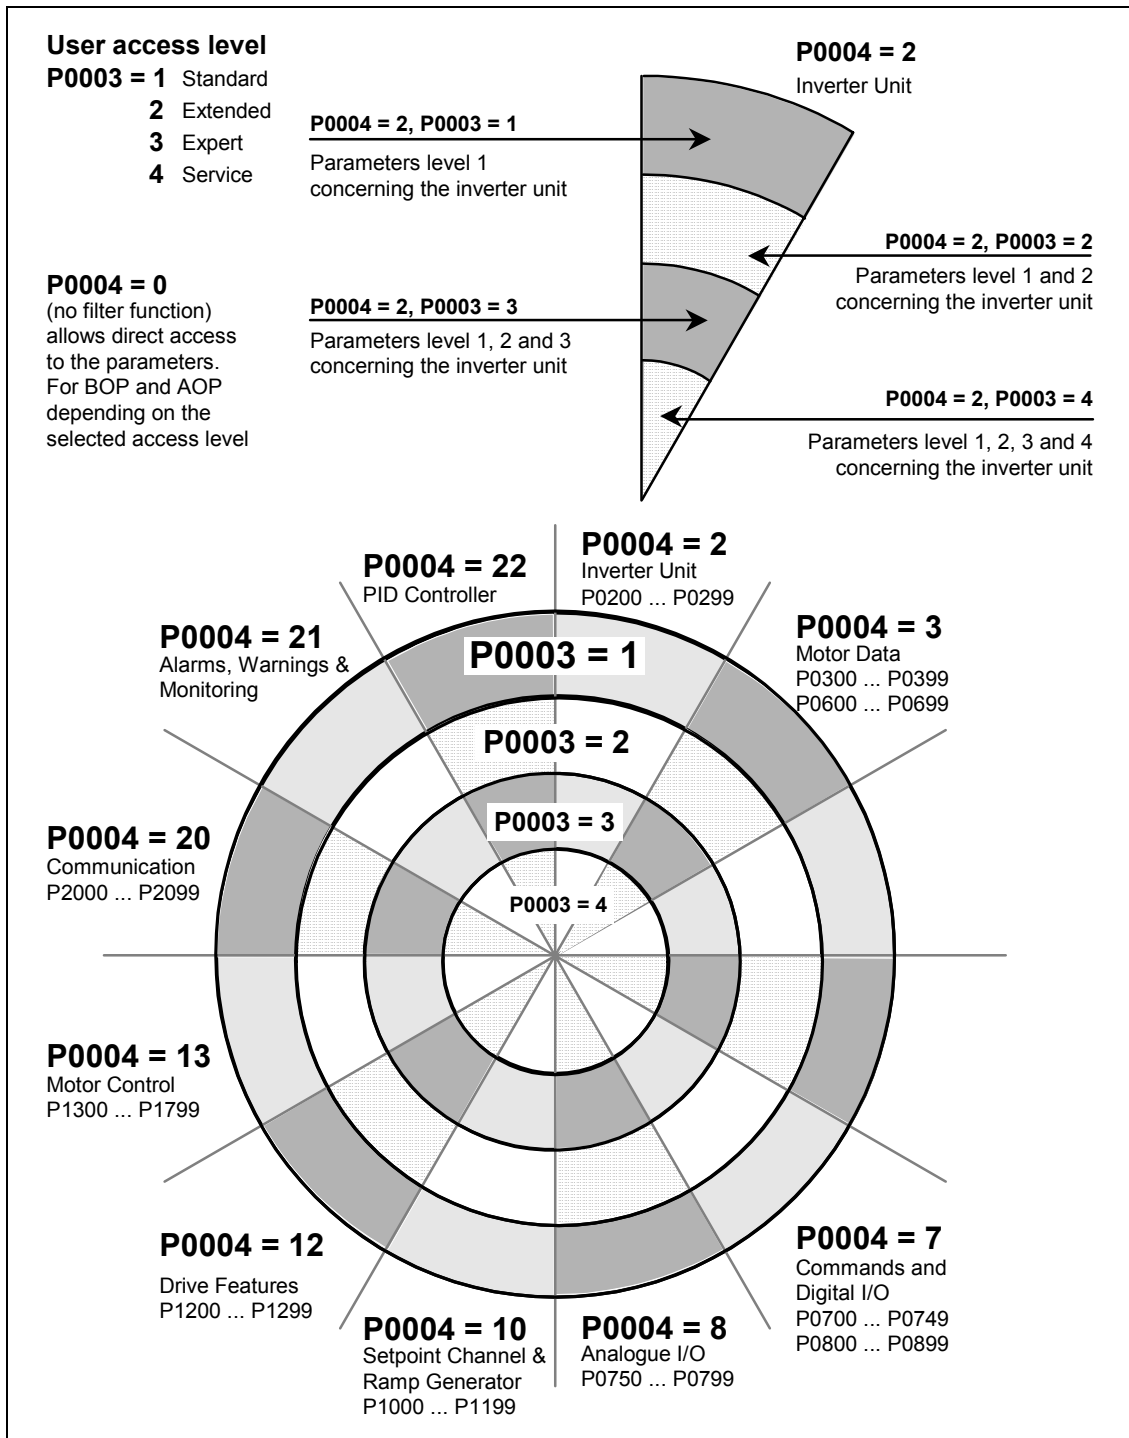 User access level
P0003 = 1 Standard
2 Extended
3 Expert
4 Service
P0004 = 2
Inverter Unit
P0004 = 2, P0003 = 1
Parameters level 1
concerning the inverter unit
P0004 = 2, P0003 = 2
Parameters level 1 and 2
concerning the inverter unit
P0004 = 0
(no filter function)
allows direct access
to the parameters.
For BOP and AOP
depending on the
selected access level
P0004 = 2, P0003 = 3
Parameters level 1, 2 and 3
concerning the inverter unit
P0004 = 2, P0003 = 4
Parameters level 1, 2, 3 and 4
concerning the inverter unit
P0004 = 22
PID Controller
P0004 = 2
Inverter Unit
P0200 ... P0299
P0004 = 21
Alarms, Warnings &
Monitoring
P0004 = 3
Motor Data
P0300 ... P0399
P0600 ... P0699
P0003 = 1
P0003 = 2
P0003 = 3
P0003 = 4
P0004 = 20
Communication
P2000 ... P2099
P0004 = 13
Motor Control
P1300 ... P1799
P0004 = 12
Drive Features
P1200 ... P1299
P0004 = 10
Setpoint Channel &
Ramp Generator
P1000 ... P1199
P0004 = 8
Analogue I/O
P0750 ... P0799
P0004 = 7
Commands and
Digital I/O
P0700 ... P0749
P0800 ... P0899